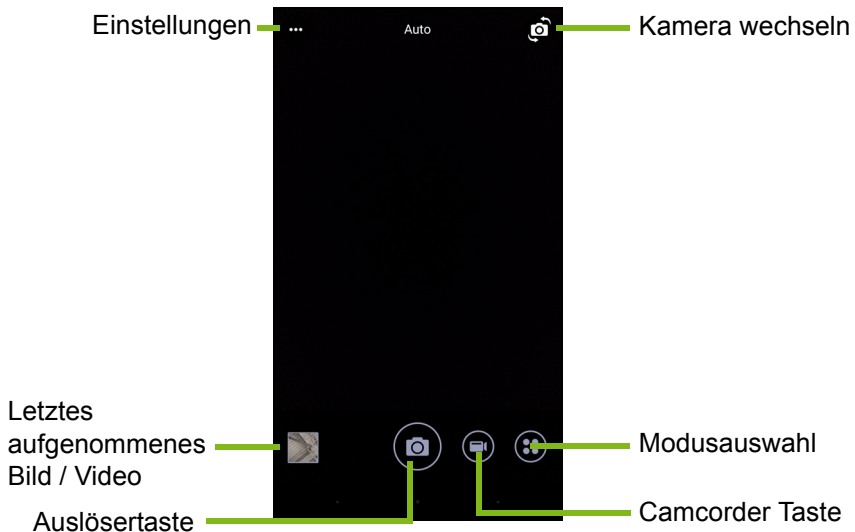 Einstellungen
Auto
Kamera wechseln
Letztes
aufgenommenes
Bild / Video
Modusauswahl
Auslösertaste
Camcorder Taste